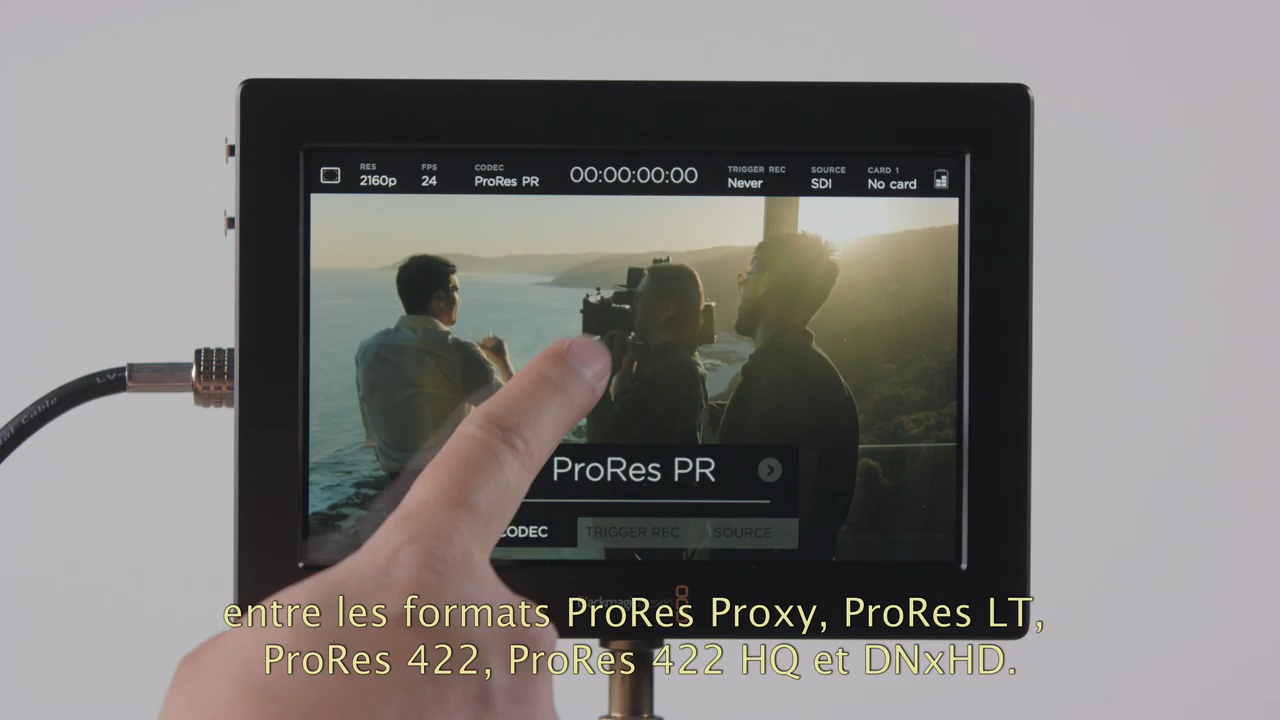 RES
2160p
FPS
24
CODEC
ProRes PR
00:00:00:00
TRIGGER REC
Never
SOURCE
SDI
CARD 1
No card
ProRes PR
CODEC
TRIGGER REC
SOURCE
entre les formats ProRes Proxy, ProRes LT,
ProRes 422, ProRes 422 HQ et DNxHD.